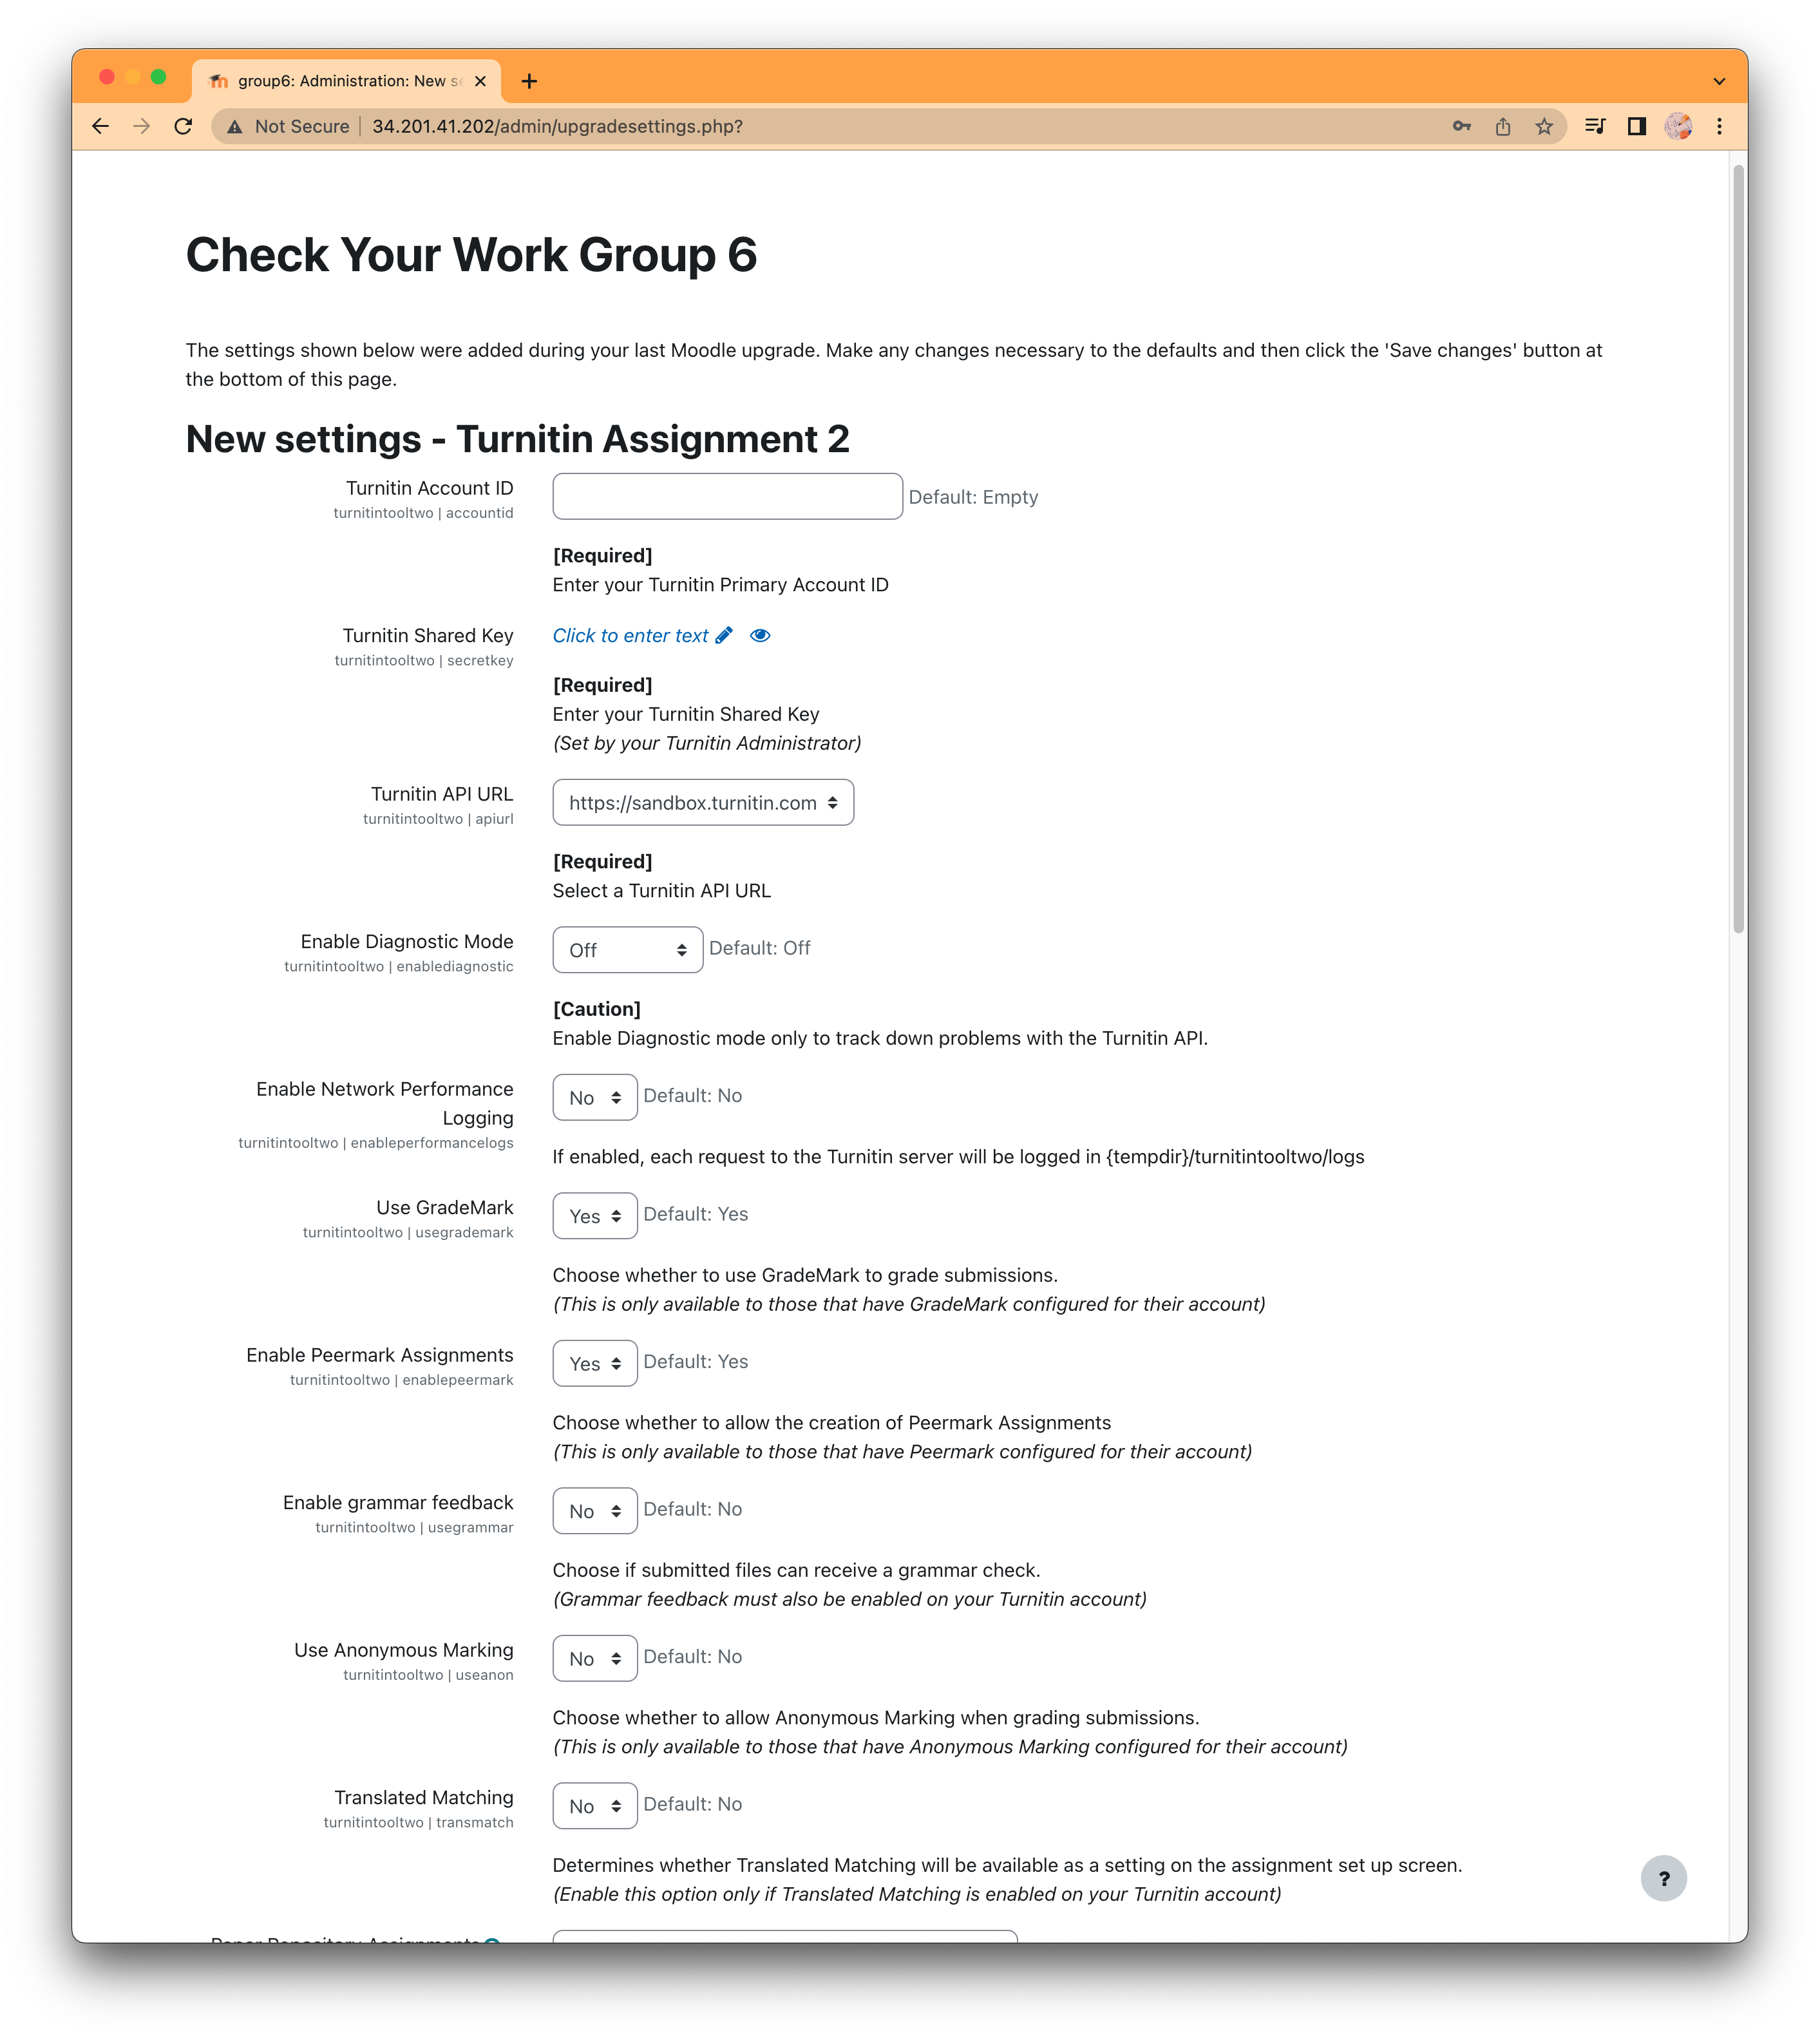 group6: Administration: New se
Not Secure
34.201.41.202/admin/upgradesettings.php?
Check Your Work Group 6
The settings shown below were added during your last Moodle upgrade. Make any changes necessary to the defaults and then click the 'Save changes' button at
the bottom of this page.
New settings - Turnitin Assignment 2
Turnitin Account ID
turnitintooltwo | accountid
Default: Empty
[Required]
Enter your Turnitin Primary Account ID
Turnitin Shared Key
turnitintooltwo | secretkey
Click to enter text
[Required]
Enter your Turnitin Shared Key
(Set by your Turnitin Administrator)
Turnitin API URL
turnitintooltwo | apiurl
https://sandbox.turnitin.com
[Required]
Select a Turnitin API URL
Enable Diagnostic Mode
turnitintooltwo | enablediagnostic
Off
Default: Off
[Caution]
Enable Diagnostic mode only to track down problems with the Turnitin API.
Enable Network Performance
Logging
turnitintooltwo | enableperformancelogs
No
Default: No
If enabled, each request to the Turnitin server will be logged in {tempdir}/turnitintooltwo/logs
Use GradeMark
turnitintooltwo | usegrademark
Yes
Default: Yes
Choose whether to use GradeMark to grade submissions.
(This is only available to those that have GradeMark configured for their account)
Enable Peermark Assignments
turnitintooltwo | enablepeermark
Yes
Default: Yes
Choose whether to allow the creation of Peermark Assignments
(This is only available to those that have Peermark configured for their account)
Enable grammar feedback
turnitintooltwo | usegrammar
No
Default: No
Choose if submitted files can receive a grammar check.
(Grammar feedback must also be enabled on your Turnitin account)
Use Anonymous Marking
turnitintooltwo | useanon
No
Default: No
Choose whether to allow Anonymous Marking when grading submissions.
(This is only available to those that have Anonymous Marking configured for their account)
Translated Matching
turnitintooltwo | transmatch
No
Default: No
Determines whether Translated Matching will be available as a setting on the assignment set up screen.
(Enable this option only if Translated Matching is enabled on your Turnitin account)
?
Paper Repository Assignments